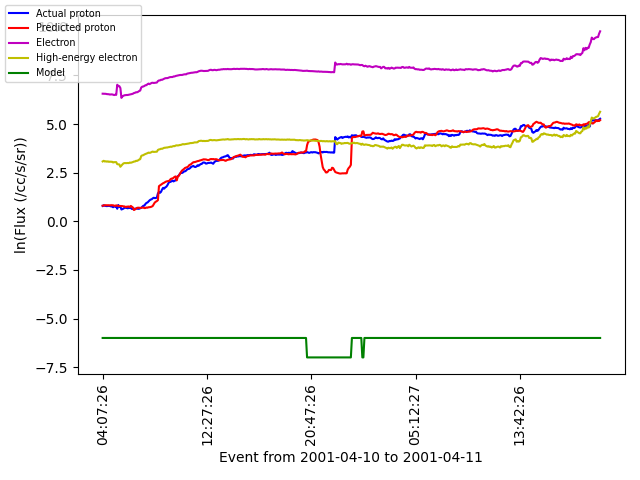 Actual proton
Predicted proton
Electron
High-energy electron
Model
5.0
2.5
0.0
−2.5
−5.0
−7.5
ln(Flux (/cc/s/sr))
04:07:26
12:27:26
20:47:26
05:12:27
13:42:26
Event from 2001-04-10 to 2001-04-11